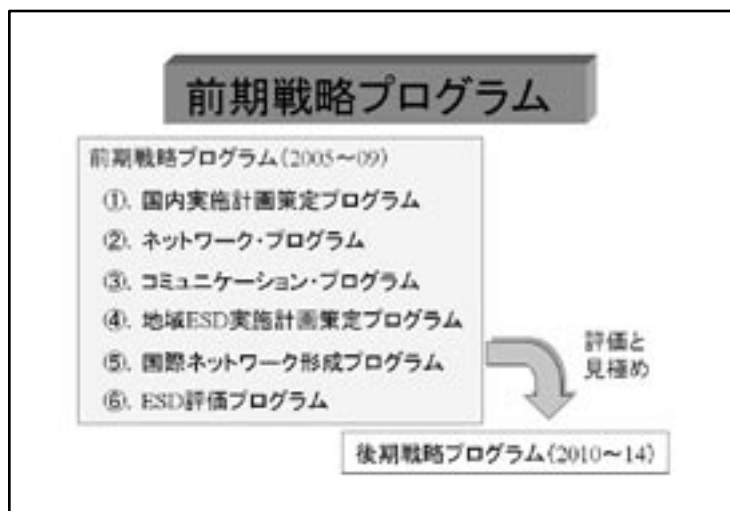 前期戦略プログラム
前期戦略プログラム(2005～09)
①. 国内実施計画策定プログラム
②. ネットワーク・プログラム
③. コミュニケーション・プログラム
④. 地域ESD実施計画策定プログラム
⑤. 国際ネットワーク形成プログラム
⑥. ESD評価プログラム
評価と
見極め
後期戦略プログラム(2010～14)